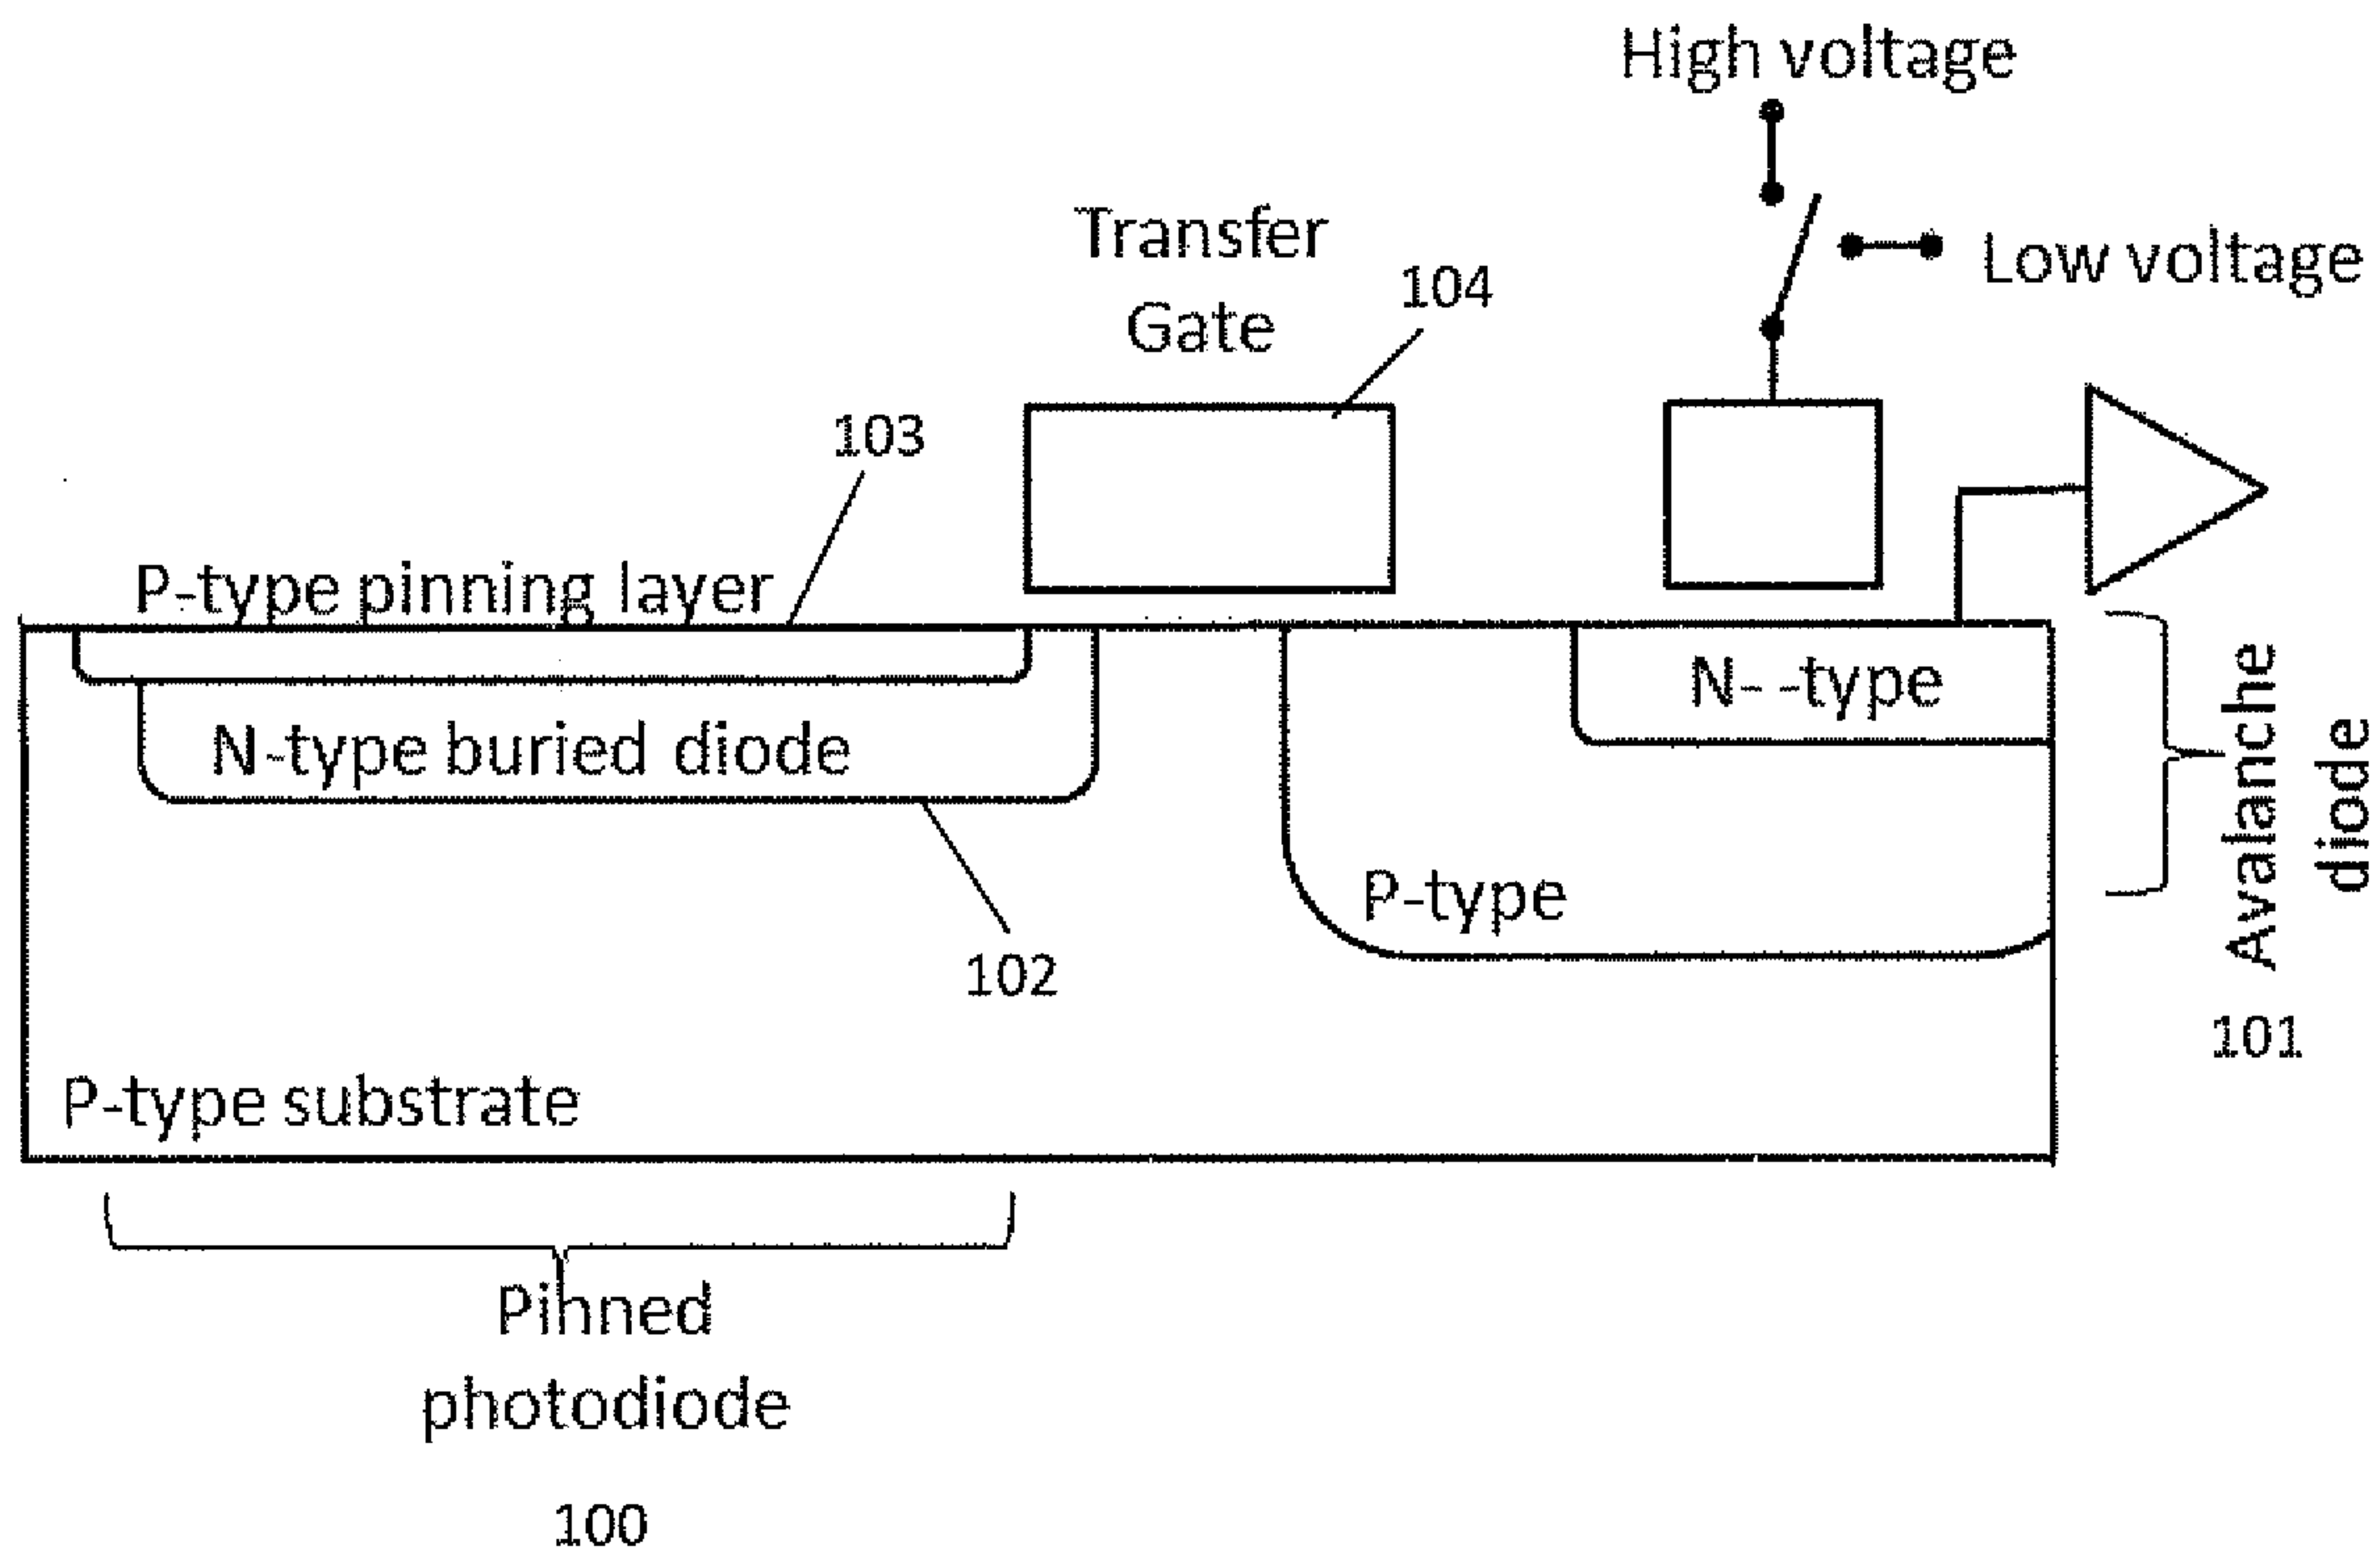 High voltage
Low voltage
Transfer
Gate
104
103
P-type pinning layer
N-type buried diode
N- -type
P-type
102
P-type substrate
Avalanche
diode
101
Pinned
photodiode
100